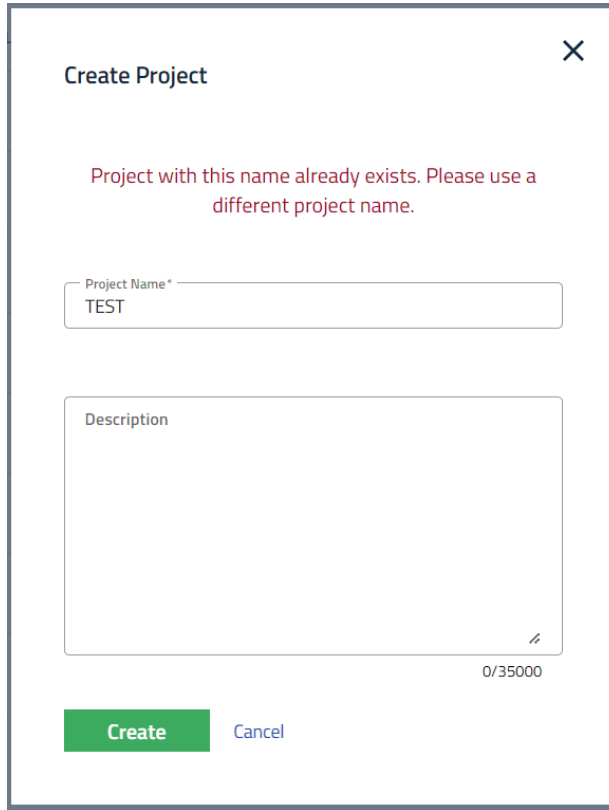 Create Project
Project with this name already exists. Please use a
different project name.
Project Name*
TEST
Description
0/35000
Create
Cancel